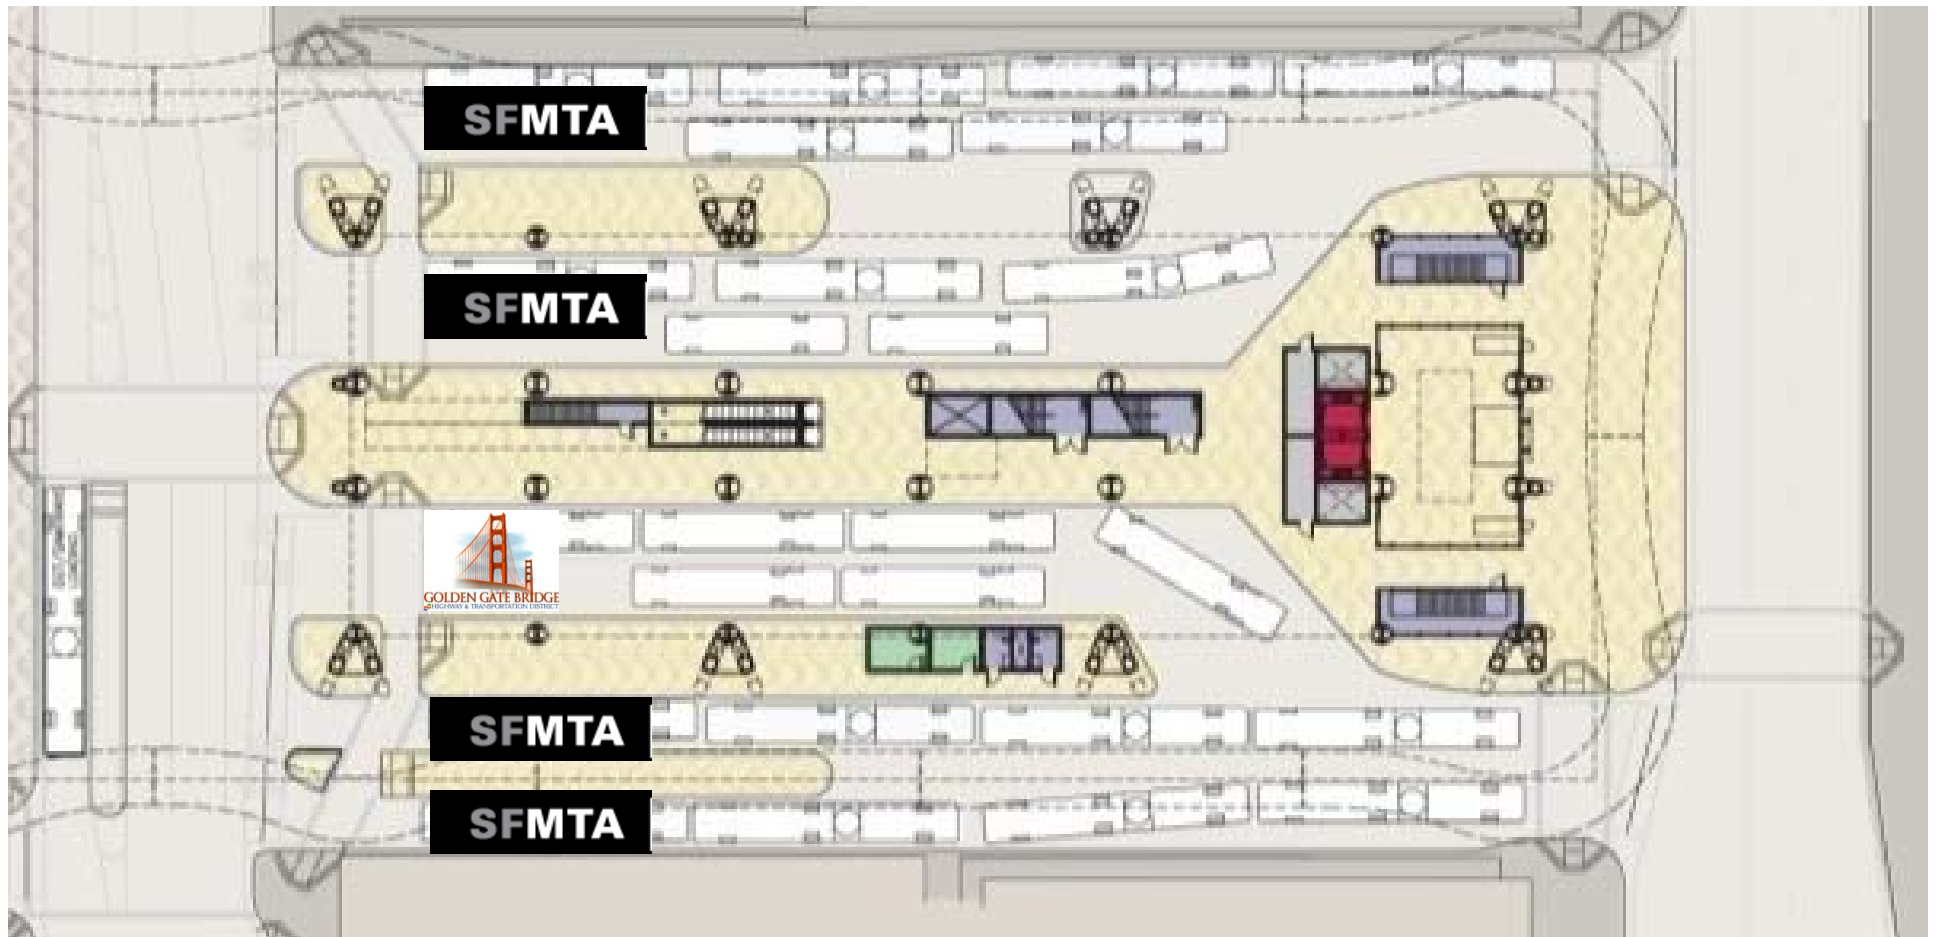 SFMTA
SFMTA
GOLDEN GATE BRIDGE
HIGHWAY & TRANSPORTATION DISTRICT
SFMTA
SFMTA